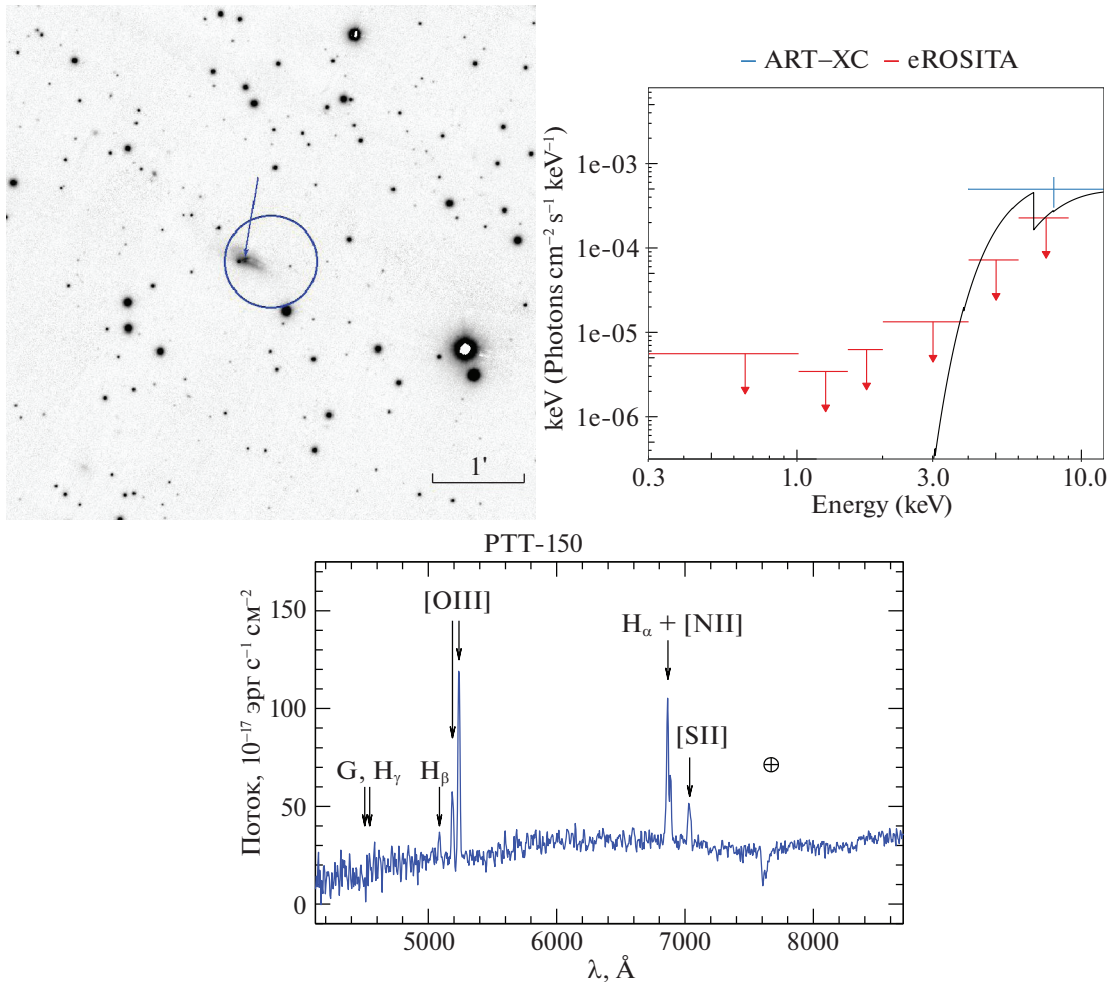 1'
ART–XC eROSITA
keV (Photons cm⁻² s⁻¹ keV⁻¹)
1e-03
1e-04
1e-05
1e-06
0.3 1.0 3.0 10.0
Energy (keV)
РТТ-150
Поток, 10⁻¹⁷ эрг с⁻¹ см⁻²
150
100
50
0
[OIII]
Hα + [NII]
[SII]
G, Hγ Hβ
⊕
5000 6000 7000 8000
λ, Å